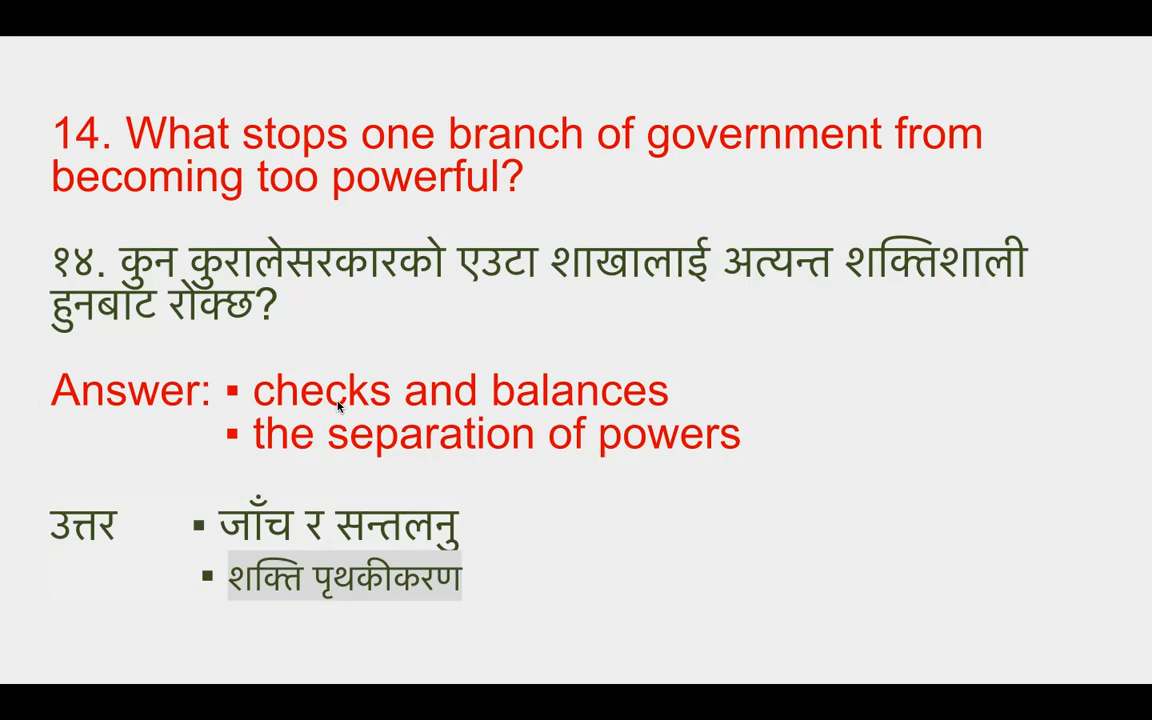 14. What stops one branch of government from
becoming too powerful?
१४. कुन कुरालेसरकारको एउटा शाखालाई अत्यन्त शक्तिशाली
हुनबाट रोक्छ?
Answer: ▪ checks and balances
▪ the separation of powers
उत्तर ▪ जाँच र सन्तलनु
▪ शक्ति पृथकीकरण